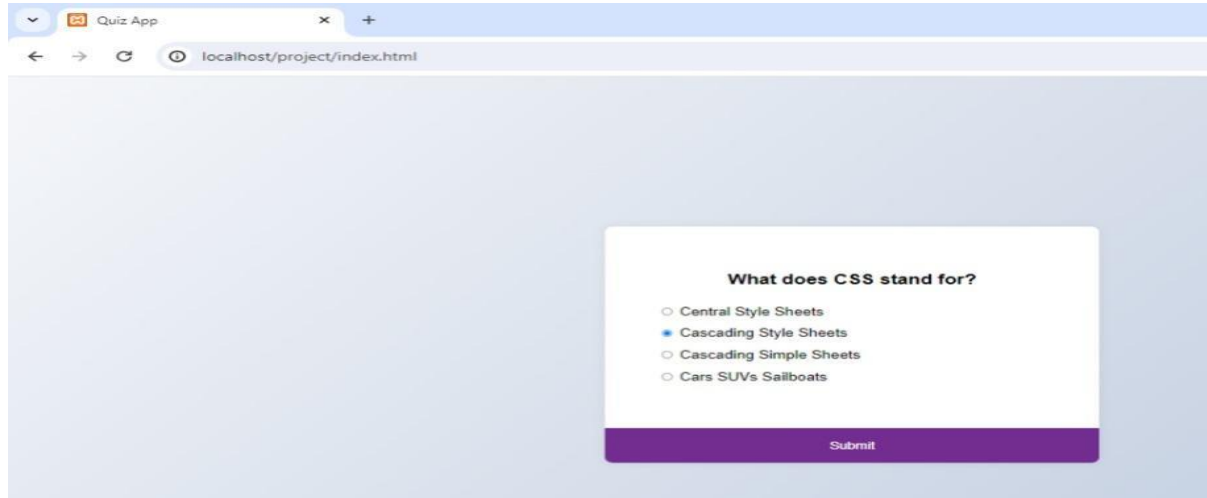 Quiz App
localhost/project/index.html
What does CSS stand for?
Central Style Sheets
Cascading Style Sheets
Cascading Simple Sheets
Cars SUVs Sailboats
Submit